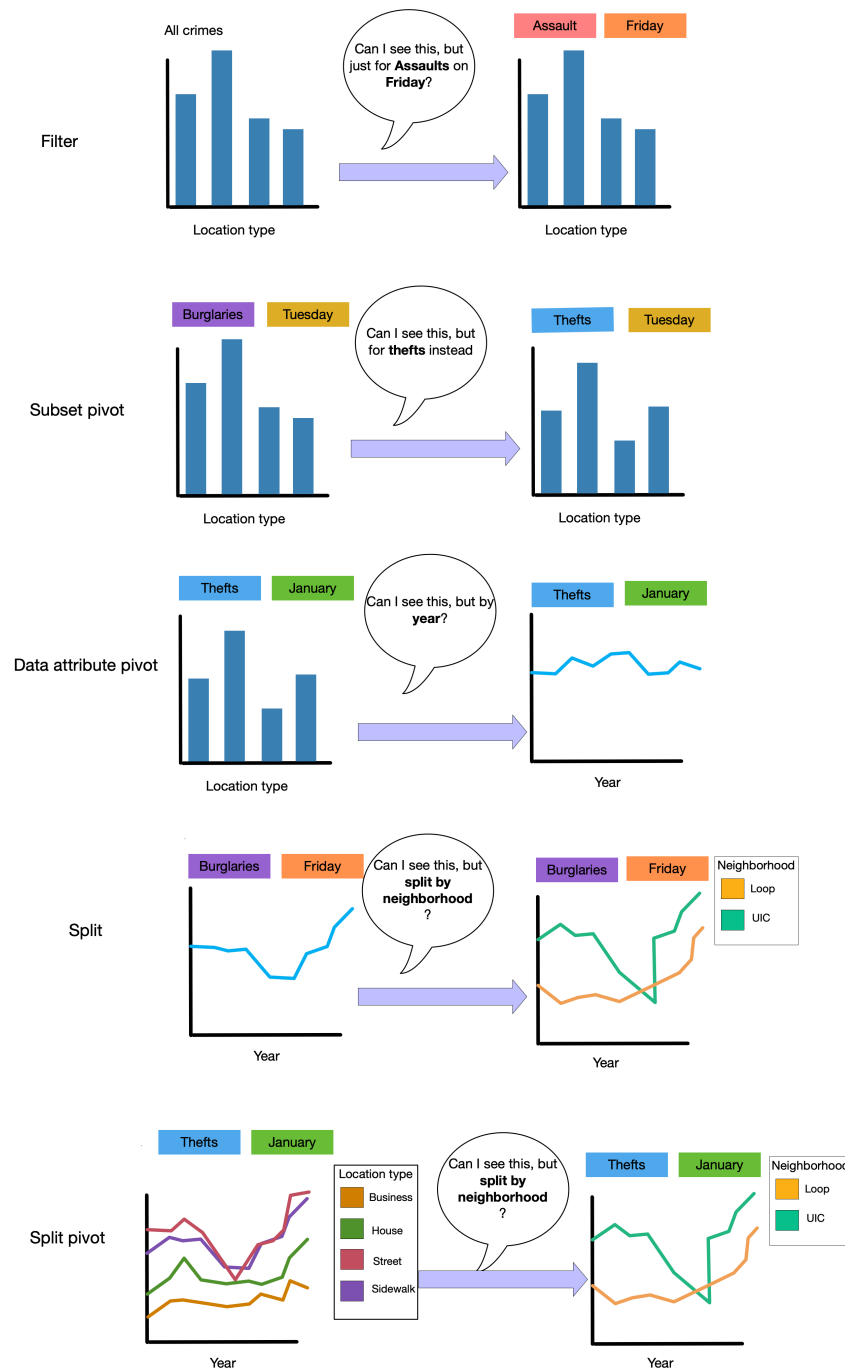 All crimes
Can I see this, but
just for Assaults on
Friday?
Assault
Friday
Filter
Location type
Location type
Burglaries
Tuesday
Can I see this, but
for thefts instead
Thefts
Tuesday
Subset pivot
Location type
Location type
Thefts
January
Can I see this, but by
year?
Thefts
January
Data attribute pivot
Location type
Year
Burglaries
Friday
Can I see this, but
split by
neighborhood
?
Burglaries
Friday
Neighborhood
Loop
UIC
Split
Year
Year
Thefts
January
Location type
Business
House
Street
Sidewalk
Can I see this, but
split by
neighborhood
?
Thefts
January
Neighborhood
Loop
UIC
Split pivot
Year
Year